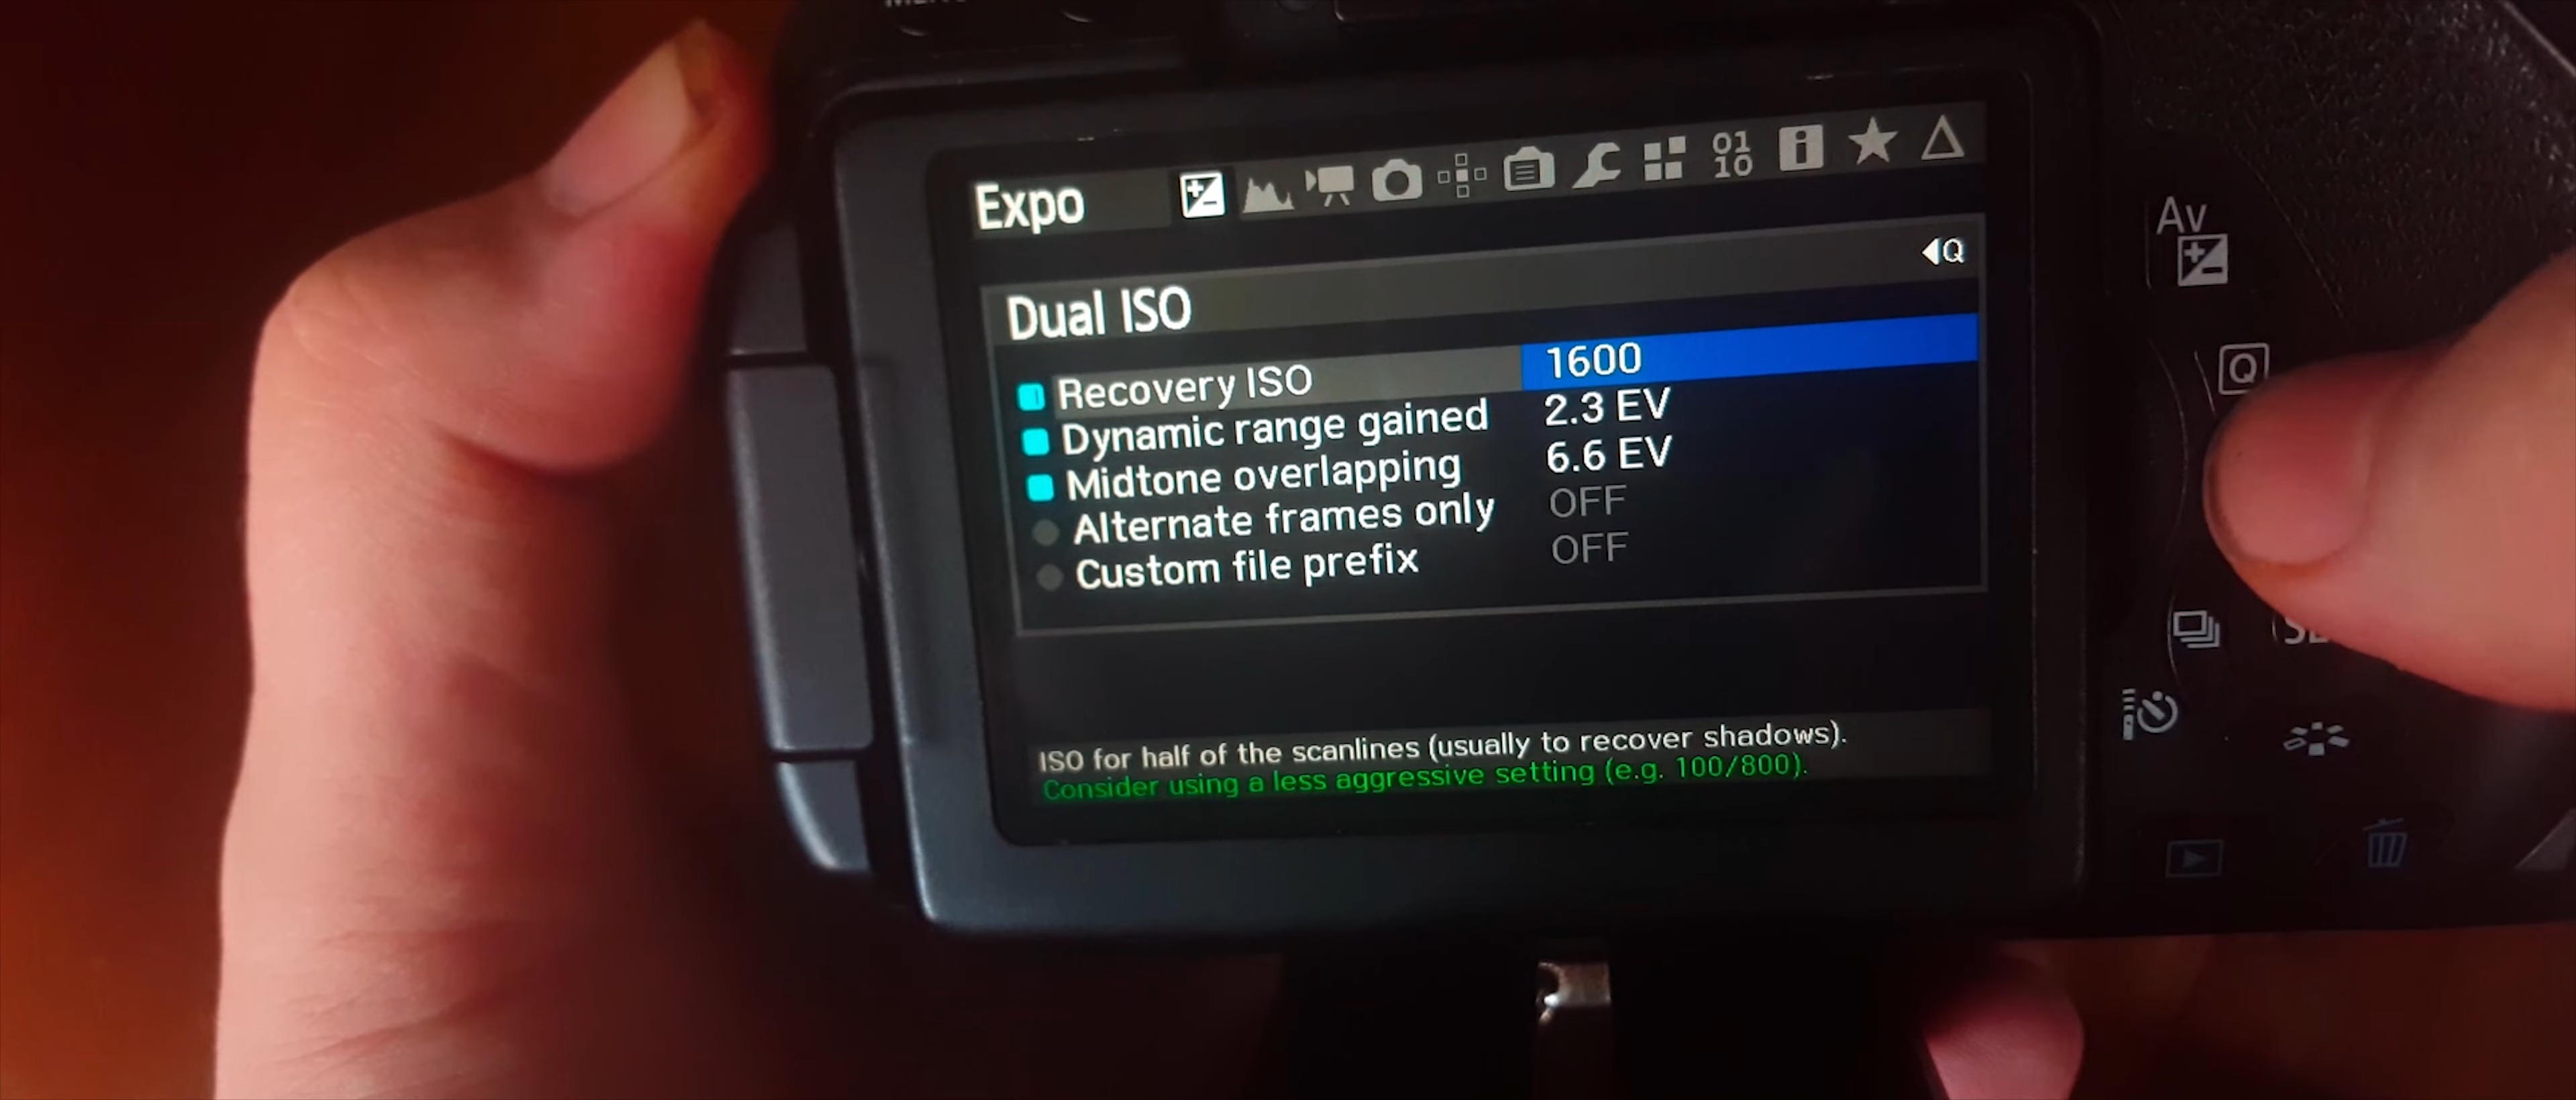 Expo
Q
Dual ISO
Recovery ISO 1600
Dynamic range gained 2.3 EV
Midtone overlapping 6.6 EV
Alternate frames only OFF
Custom file prefix OFF
ISO for half of the scanlines (usually to recover shadows).
Consider using a less aggressive setting (e.g. 100/800).
Av
Q